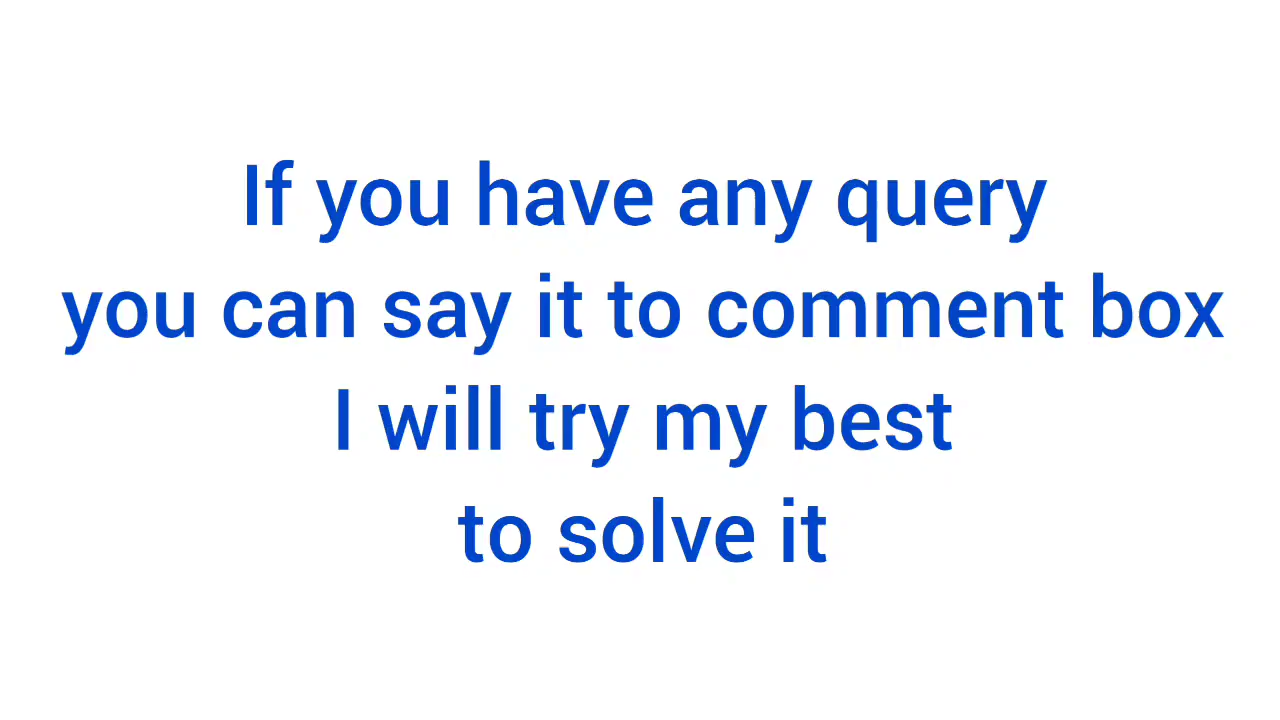 If you have any query
you can say it to comment box
I will try my best
to solve it